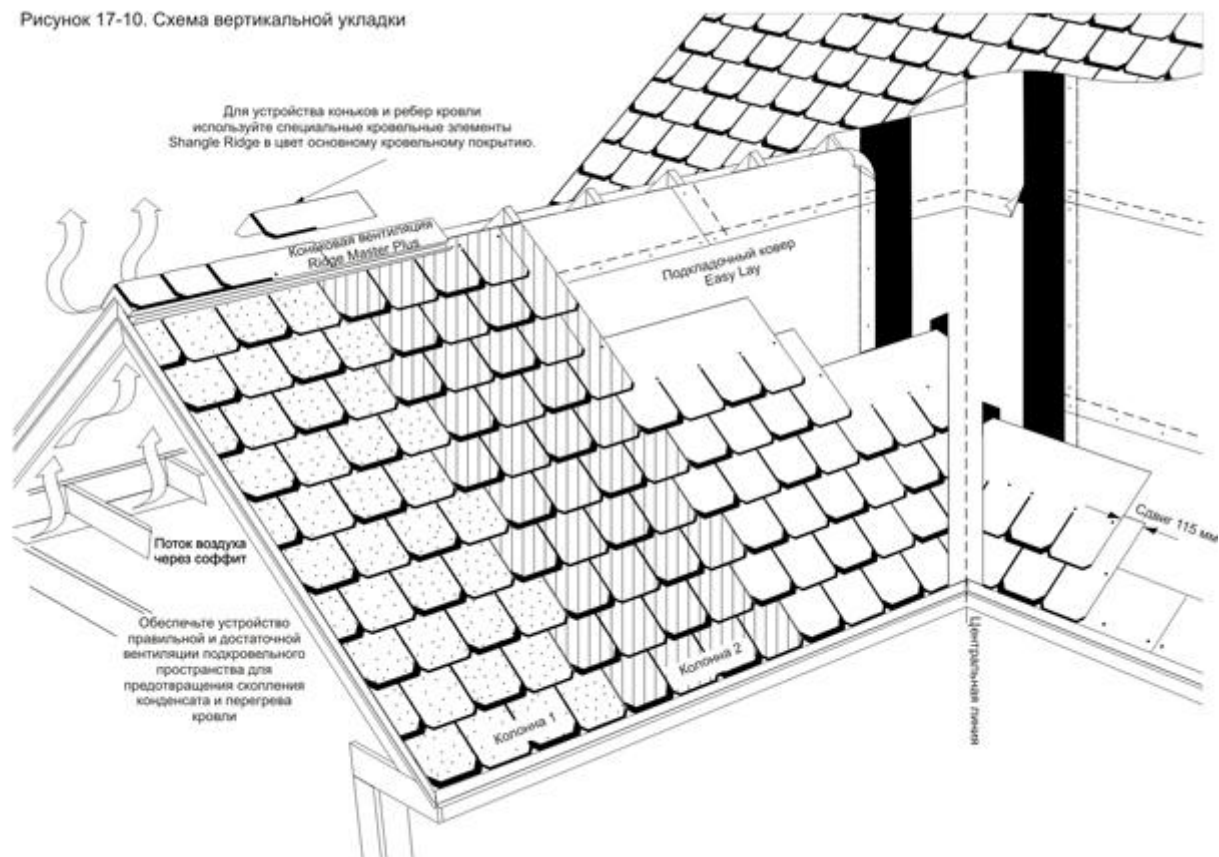 Рисунок 17-10. Схема вертикальной укладки
Для устройства коньков и ребер кровли
используйте специальные кровельные элементы
Shangle Ridge в цвет основному кровельному покрытию.
Коньковая вентиляция
Ridge Master Plus
Подкладочный ковер
Easy Lay
Сдвиг 115 мм
Поток воздуха
через соффит
Обеспечьте устройство
правильной и достаточной
вентиляции подкровельного
пространства для
предотвращения скопления
конденсата и перегрева
кровли
Колонна 1
Колонна 2
Центральная линия